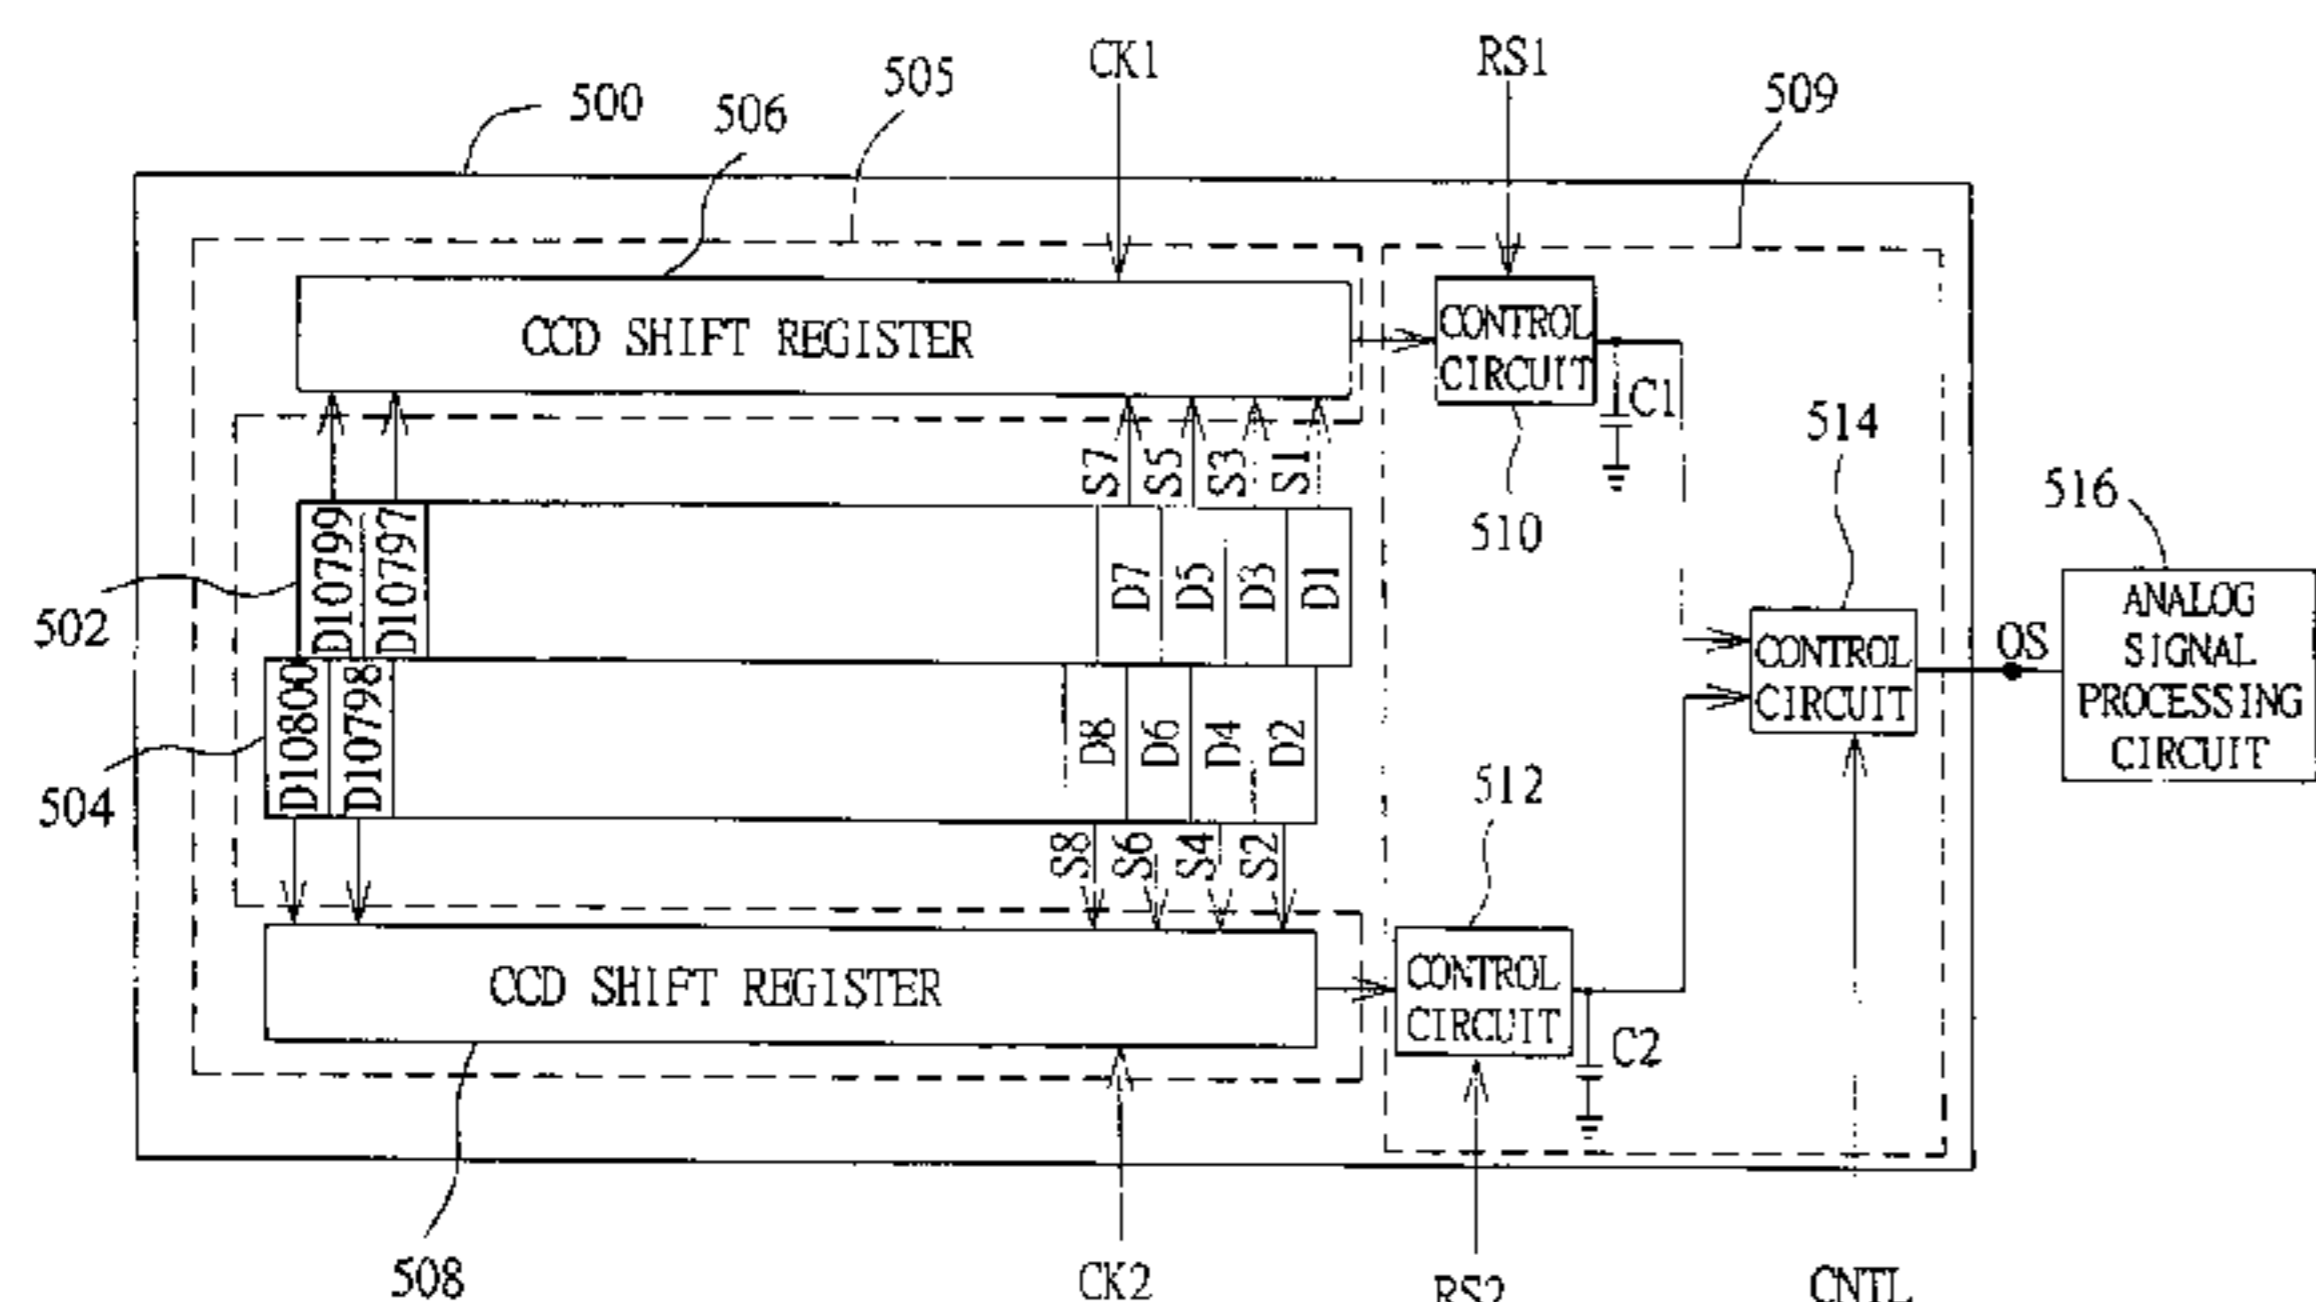 CK1
RS1
500
505
506
509
CCD SHIFT REGISTER
CONTROL
CIRCUIT
C1
514
S7
S5
S3
S1
516
510
502
D10799
D10797
D7
D5
D3
D1
ANALOG
SIGNAL
PROCESSING
CIRCUIT
CONTROL
CIRCUIT
OS
504
D10800
D10798
D8
D6
D4
D2
512
S8
S6
S4
S2
CCD SHIFT REGISTER
CONTROL
CIRCUIT
C2
508
CK2
RS2
CNTL